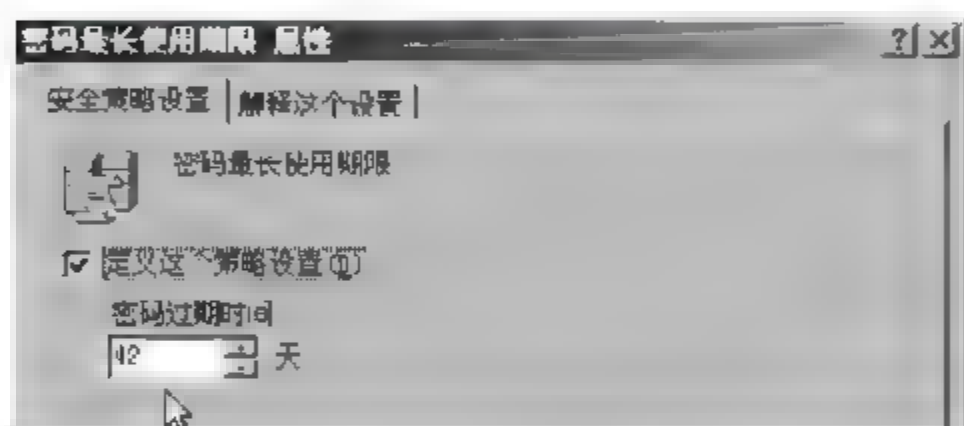 密码最长使用期限 属性
安全策略设置 解释这个设置
密码最长使用期限
定义这个策略设置(D)
密码过期时间
42 天